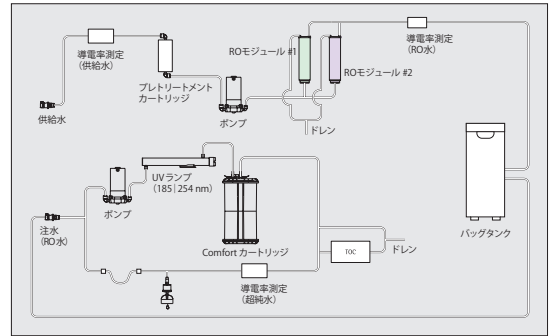 導電率測定
（供給水）
プレトリートメント
カートリッジ
供給水
ポンプ
ROモジュール #1
ROモジュール #2
ドレン
導電率測定
（RO水）
バッグタンク
UVランプ
（185|254 nm）
ポンプ
注水
（RO水）
Comfort カートリッジ
導電率測定
（超純水）
TOC
ドレン